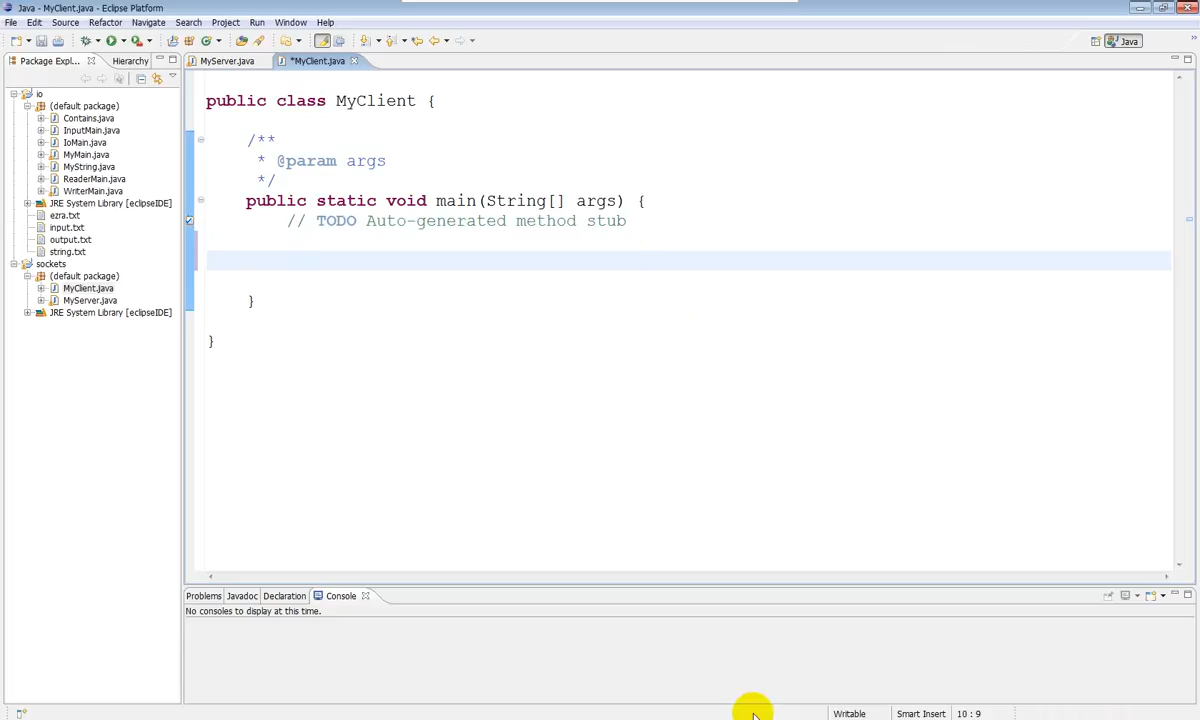 Java - MyClient.java - Eclipse Platform
File Edit Source Refactor Navigate Search Project Run Window Help
Java
Package Expl... Hierarchy
MyServer.java *MyClient.java
io
(default package)
Contains.java
InputMain.java
IoMain.java
MyMain.java
MyString.java
ReaderMain.java
WriterMain.java
JRE System Library [eclipseIDE]
ezra.txt
input.txt
output.txt
string.txt
sockets
(default package)
MyClient.java
MyServer.java
JRE System Library [eclipseIDE]
public class MyClient {
/**
* @param args
*/
public static void main(String[] args) {
// TODO Auto-generated method stub
}
}
Problems Javadoc Declaration Console
No consoles to display at this time.
Writable Smart Insert 10 : 9